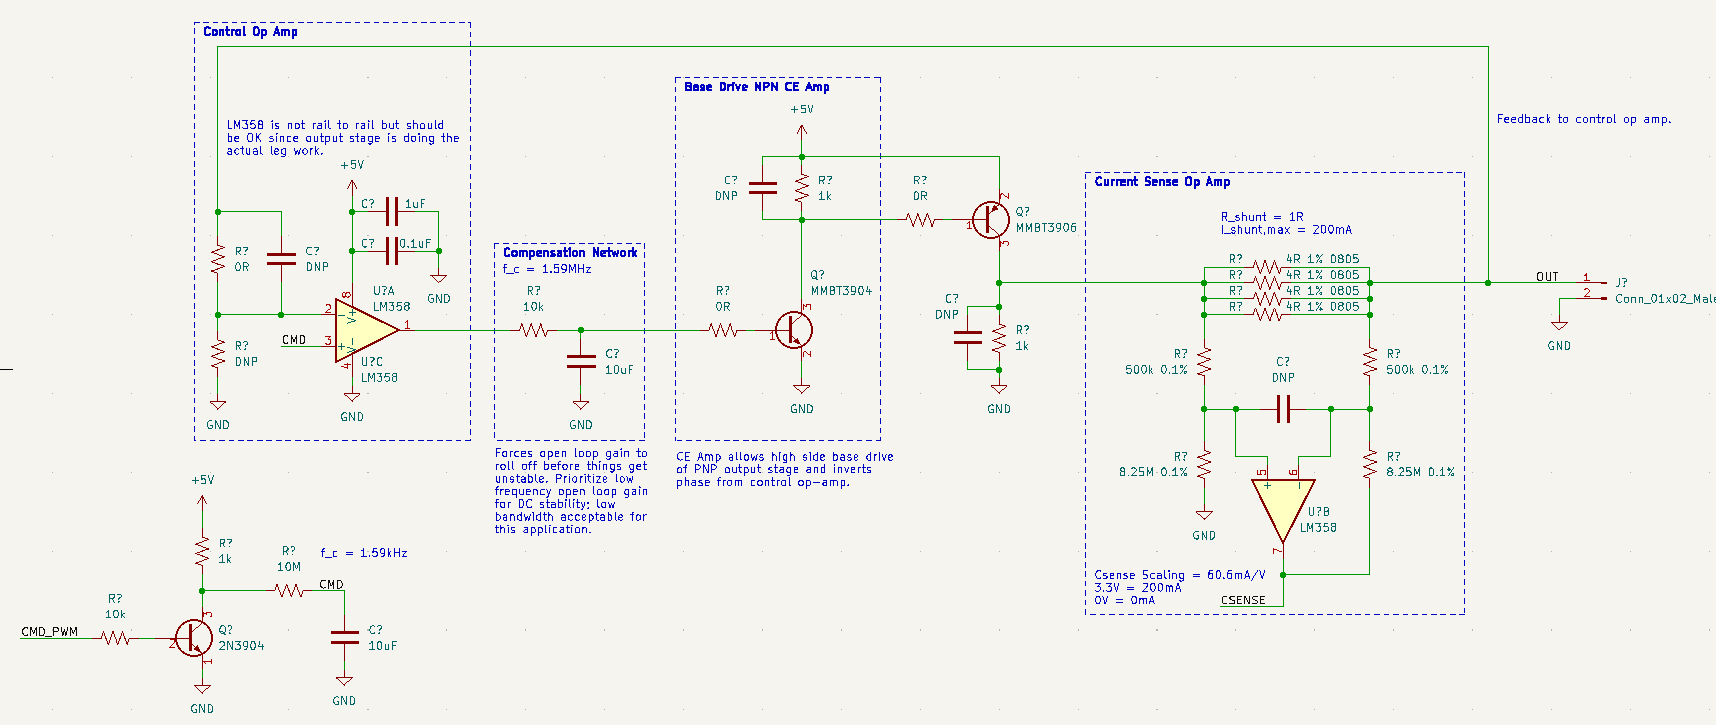 Control Op Amp
LM358 is not rail to rail but should
be OK since output stage is doing the
actual leg work.
+5V
C? 1uF
C? 0.1uF
GND
R?
0R
C?
DNP
U?A
LM358
8
2
1
3
4
V+
V-
CMD
R?
DNP
U?C
LM358
GND
GND
Compensation Network
f_c = 1.59MHz
R?
10k
C?
10uF
GND
Forces open loop gain to
roll off before things get
unstable. Prioritize low
frequency open loop gain
for DC stability; low
bandwidth acceptable for
this application.
Base Drive NPN CE Amp
+5V
C?
DNP
R?
1k
R?
0R
Q?
MMBT3904
3
1
2
GND
CE Amp allows high side base drive
of PNP output stage and inverts
phase from control op-amp.
R?
0R
2
1
3
Q?
MMBT3906
C?
DNP
R?
1k
GND
Feedback to control op amp.
Current Sense Op Amp
R_shunt = 1R
I_shunt,max = 200mA
R? 4R 1% 0805
R? 4R 1% 0805
R? 4R 1% 0805
R? 4R 1% 0805
R?
500k 0.1%
C?
DNP
R?
500k 0.1%
R?
8.25M 0.1%
R?
8.25M 0.1%
GND
5
6
U?B
LM358
7
Csense Scaling = 60.6mA/V
3.3V = 200mA
0V = 0mA
CSENSE
OUT
1
2
J?
Conn_01x02_Male
GND
+5V
R?
1k
R?
10M
f_c = 1.59kHz
CMD
R?
10k
CMD_PWM
3
2
1
Q?
2N3904
C?
10uF
GND
GND